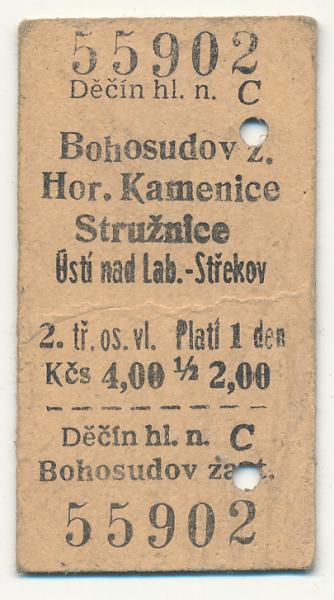 55902
Děčín hl. n. C
Bohosudov z.
Hor. Kamenice
Stružnice
Ústí nad Lab.-Střekov
2. tř. os. vl. Platí 1 den
Kčs 4,00 ½ 2,00
Děčín hl. n. C
Bohosudov zast.
55902